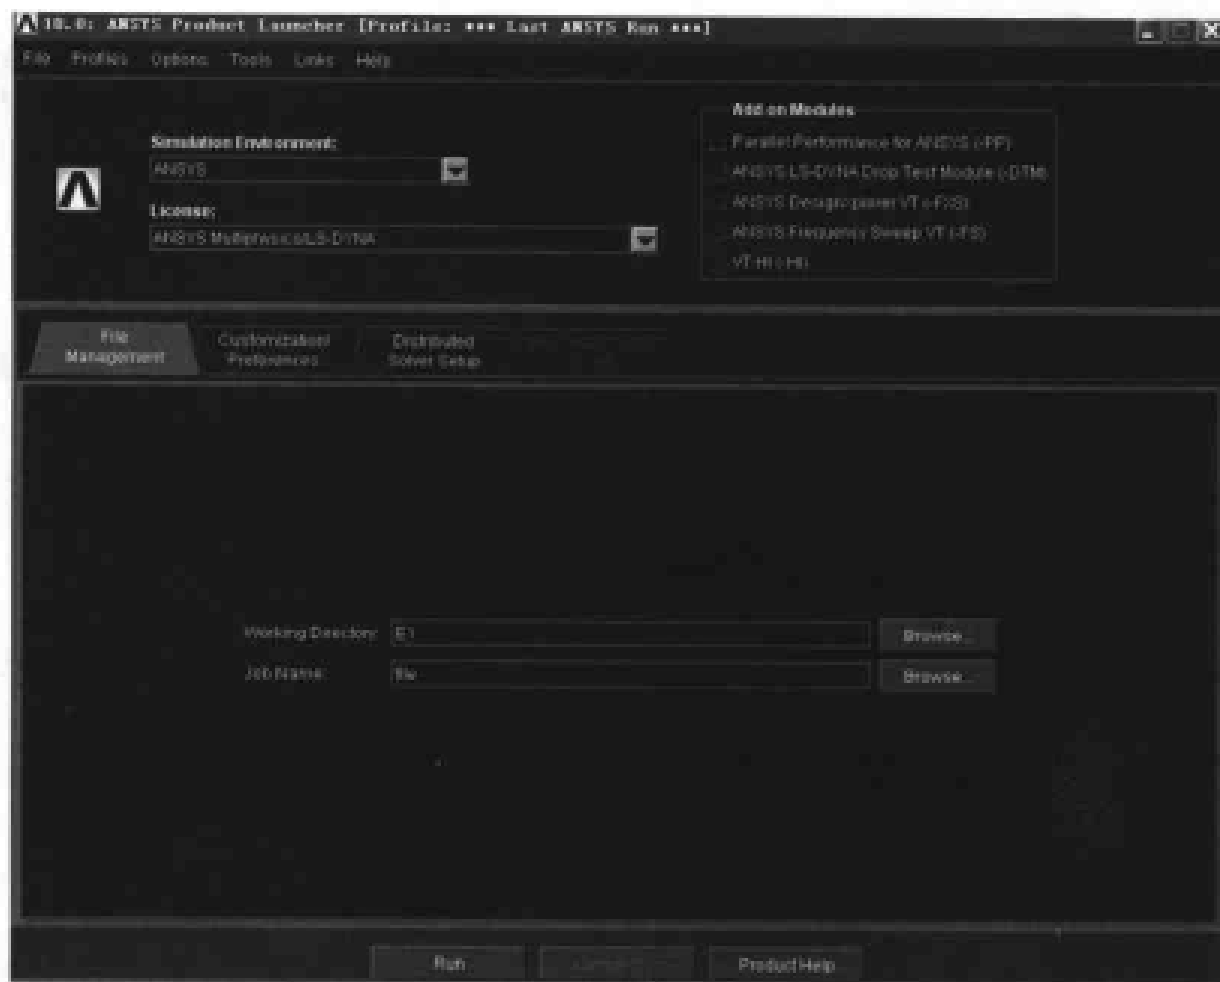 10.0: ANSYS Product Launcher [Profile: *** Last ANSYS Run ***]
File Profiles Options Tools Links Help
Add on Modules
Simulation Environment:
Parallel Performance for ANSYS (-PP)
ANSYS
ANSYS LS-DYNA Drop Test Module (-DTM)
ANSYS DesignXplorer VT (-FXS)
License:
ANSYS Multiphysics/LS-DYNA
ANSYS Frequency Sweep VT (-FS)
File
Management
Customization/
Preferences
Distributed
Solver Setup
Working Directory: Browse...
Job Name: file Browse...
Run Product Help